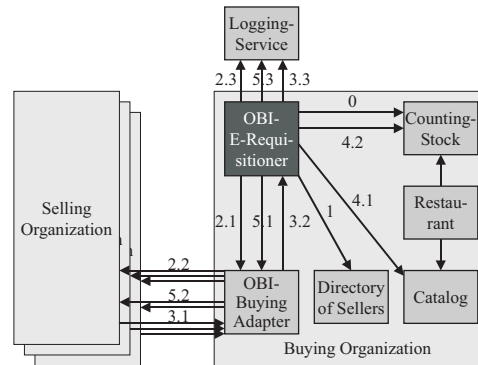 Logging-
Service
2.3
5.3
3.3
OBI-
E-Requi-
sitioner
0
4.2
Counting-
Stock
Selling
Organization
n
n
2.1
5.1
3.2
1
4.1
Restau-
rant
2.2
5.2
3.1
OBI-
Buying
Adapter
Directory
of Sellers
Catalog
Buying Organization